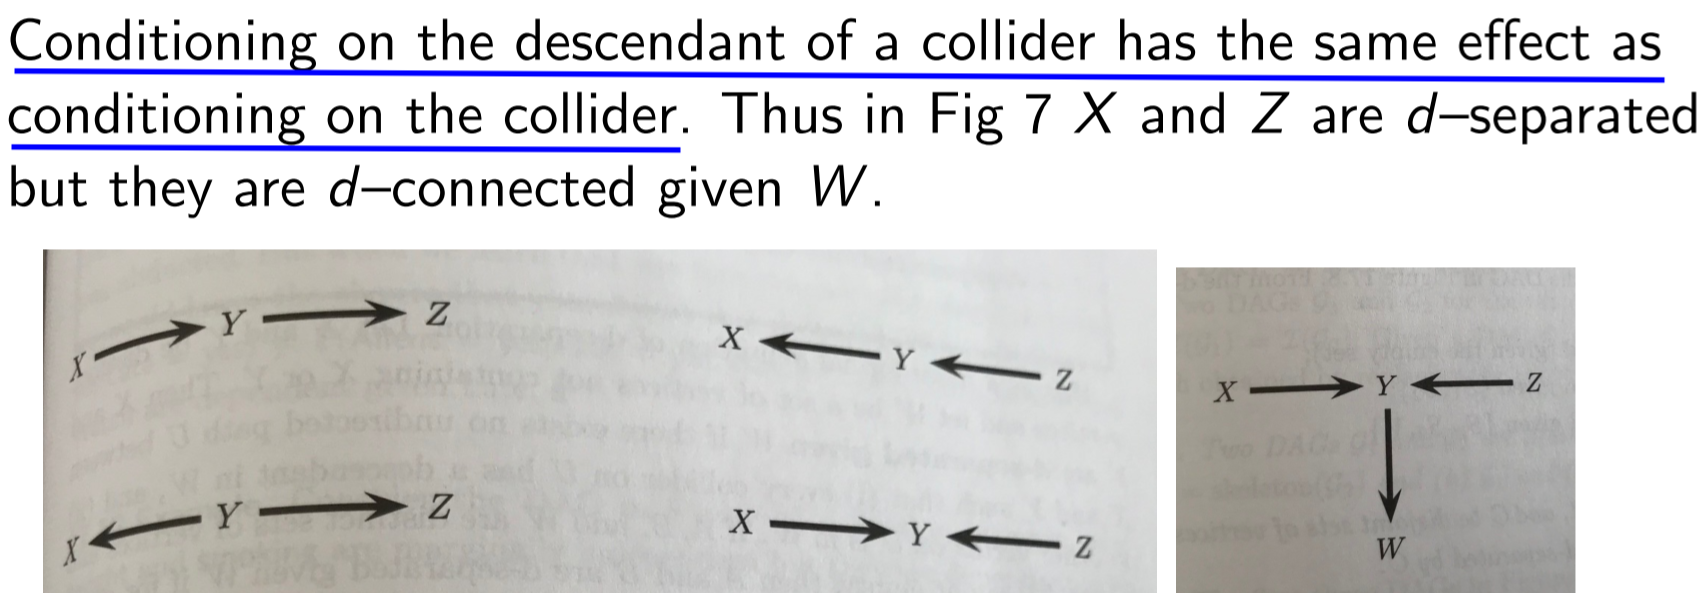 Conditioning on the descendant of a collider has the same effect as
conditioning on the collider. Thus in Fig 7 X and Z are d–separated
but they are d–connected given W.
X Y Z
X Y Z
X Y Z
X Y Z
X Y Z
W